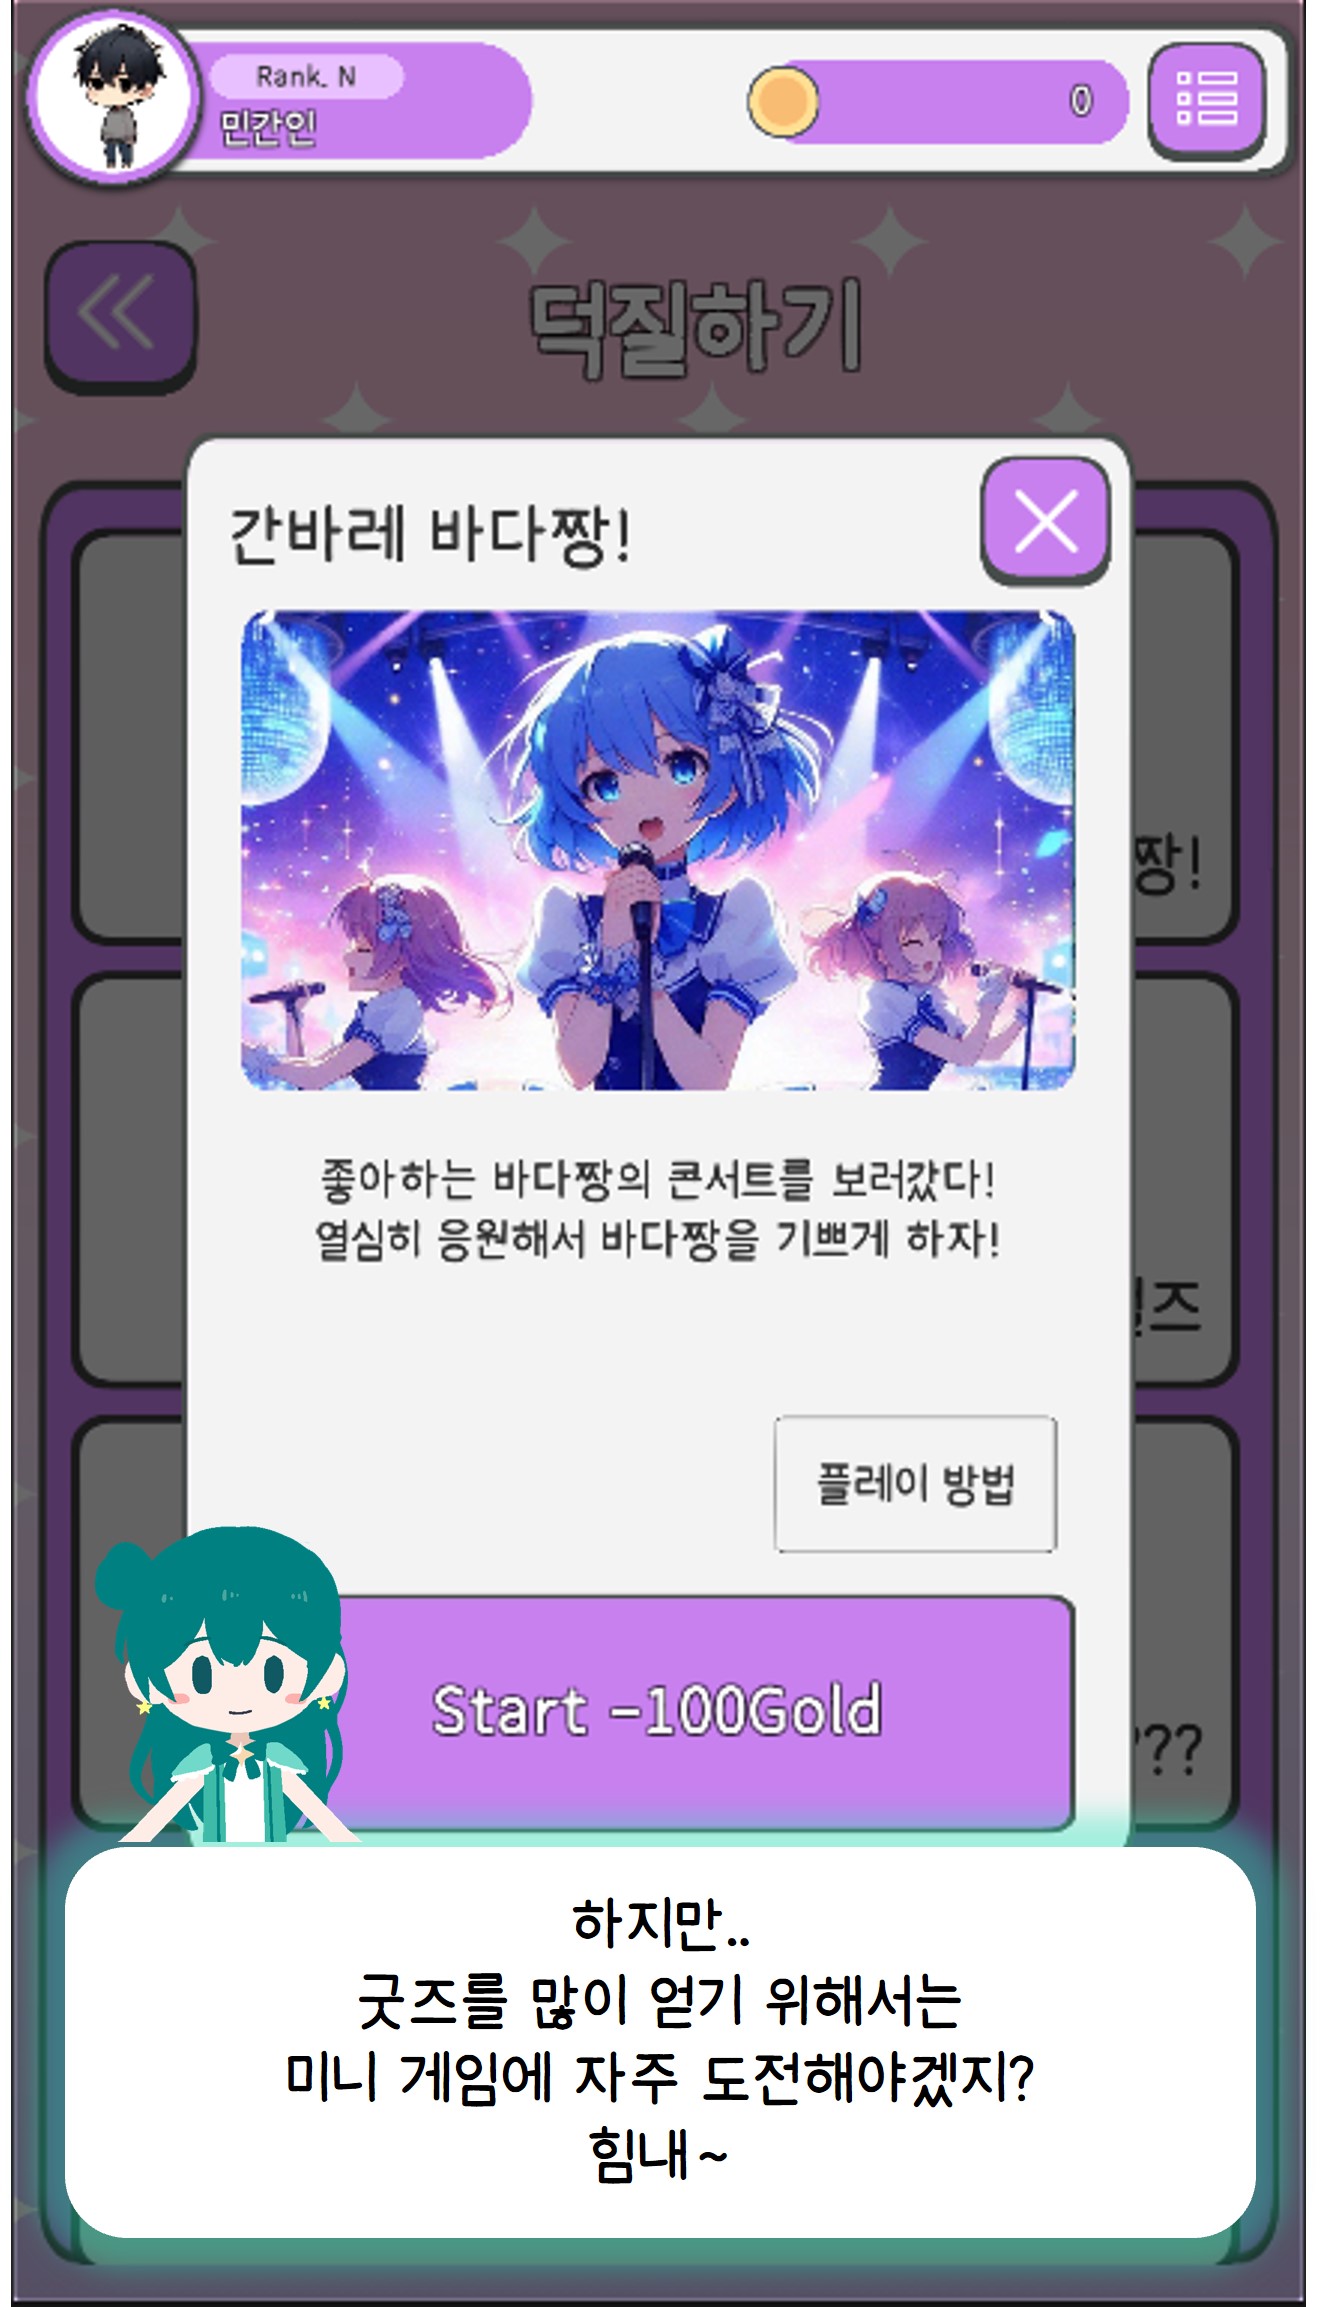 Rank. N
민간인
0
덕질하기
간바레 바다짱!
짱!
좋아하는 바다짱의 콘서트를 보러갔다!
열심히 응원해서 바다짱을 기쁘게 하자!
즈
플레이 방법
Start -100Gold
??
하지만..
굿즈를 많이 얻기 위해서는
미니 게임에 자주 도전해야겠지?
힘내~